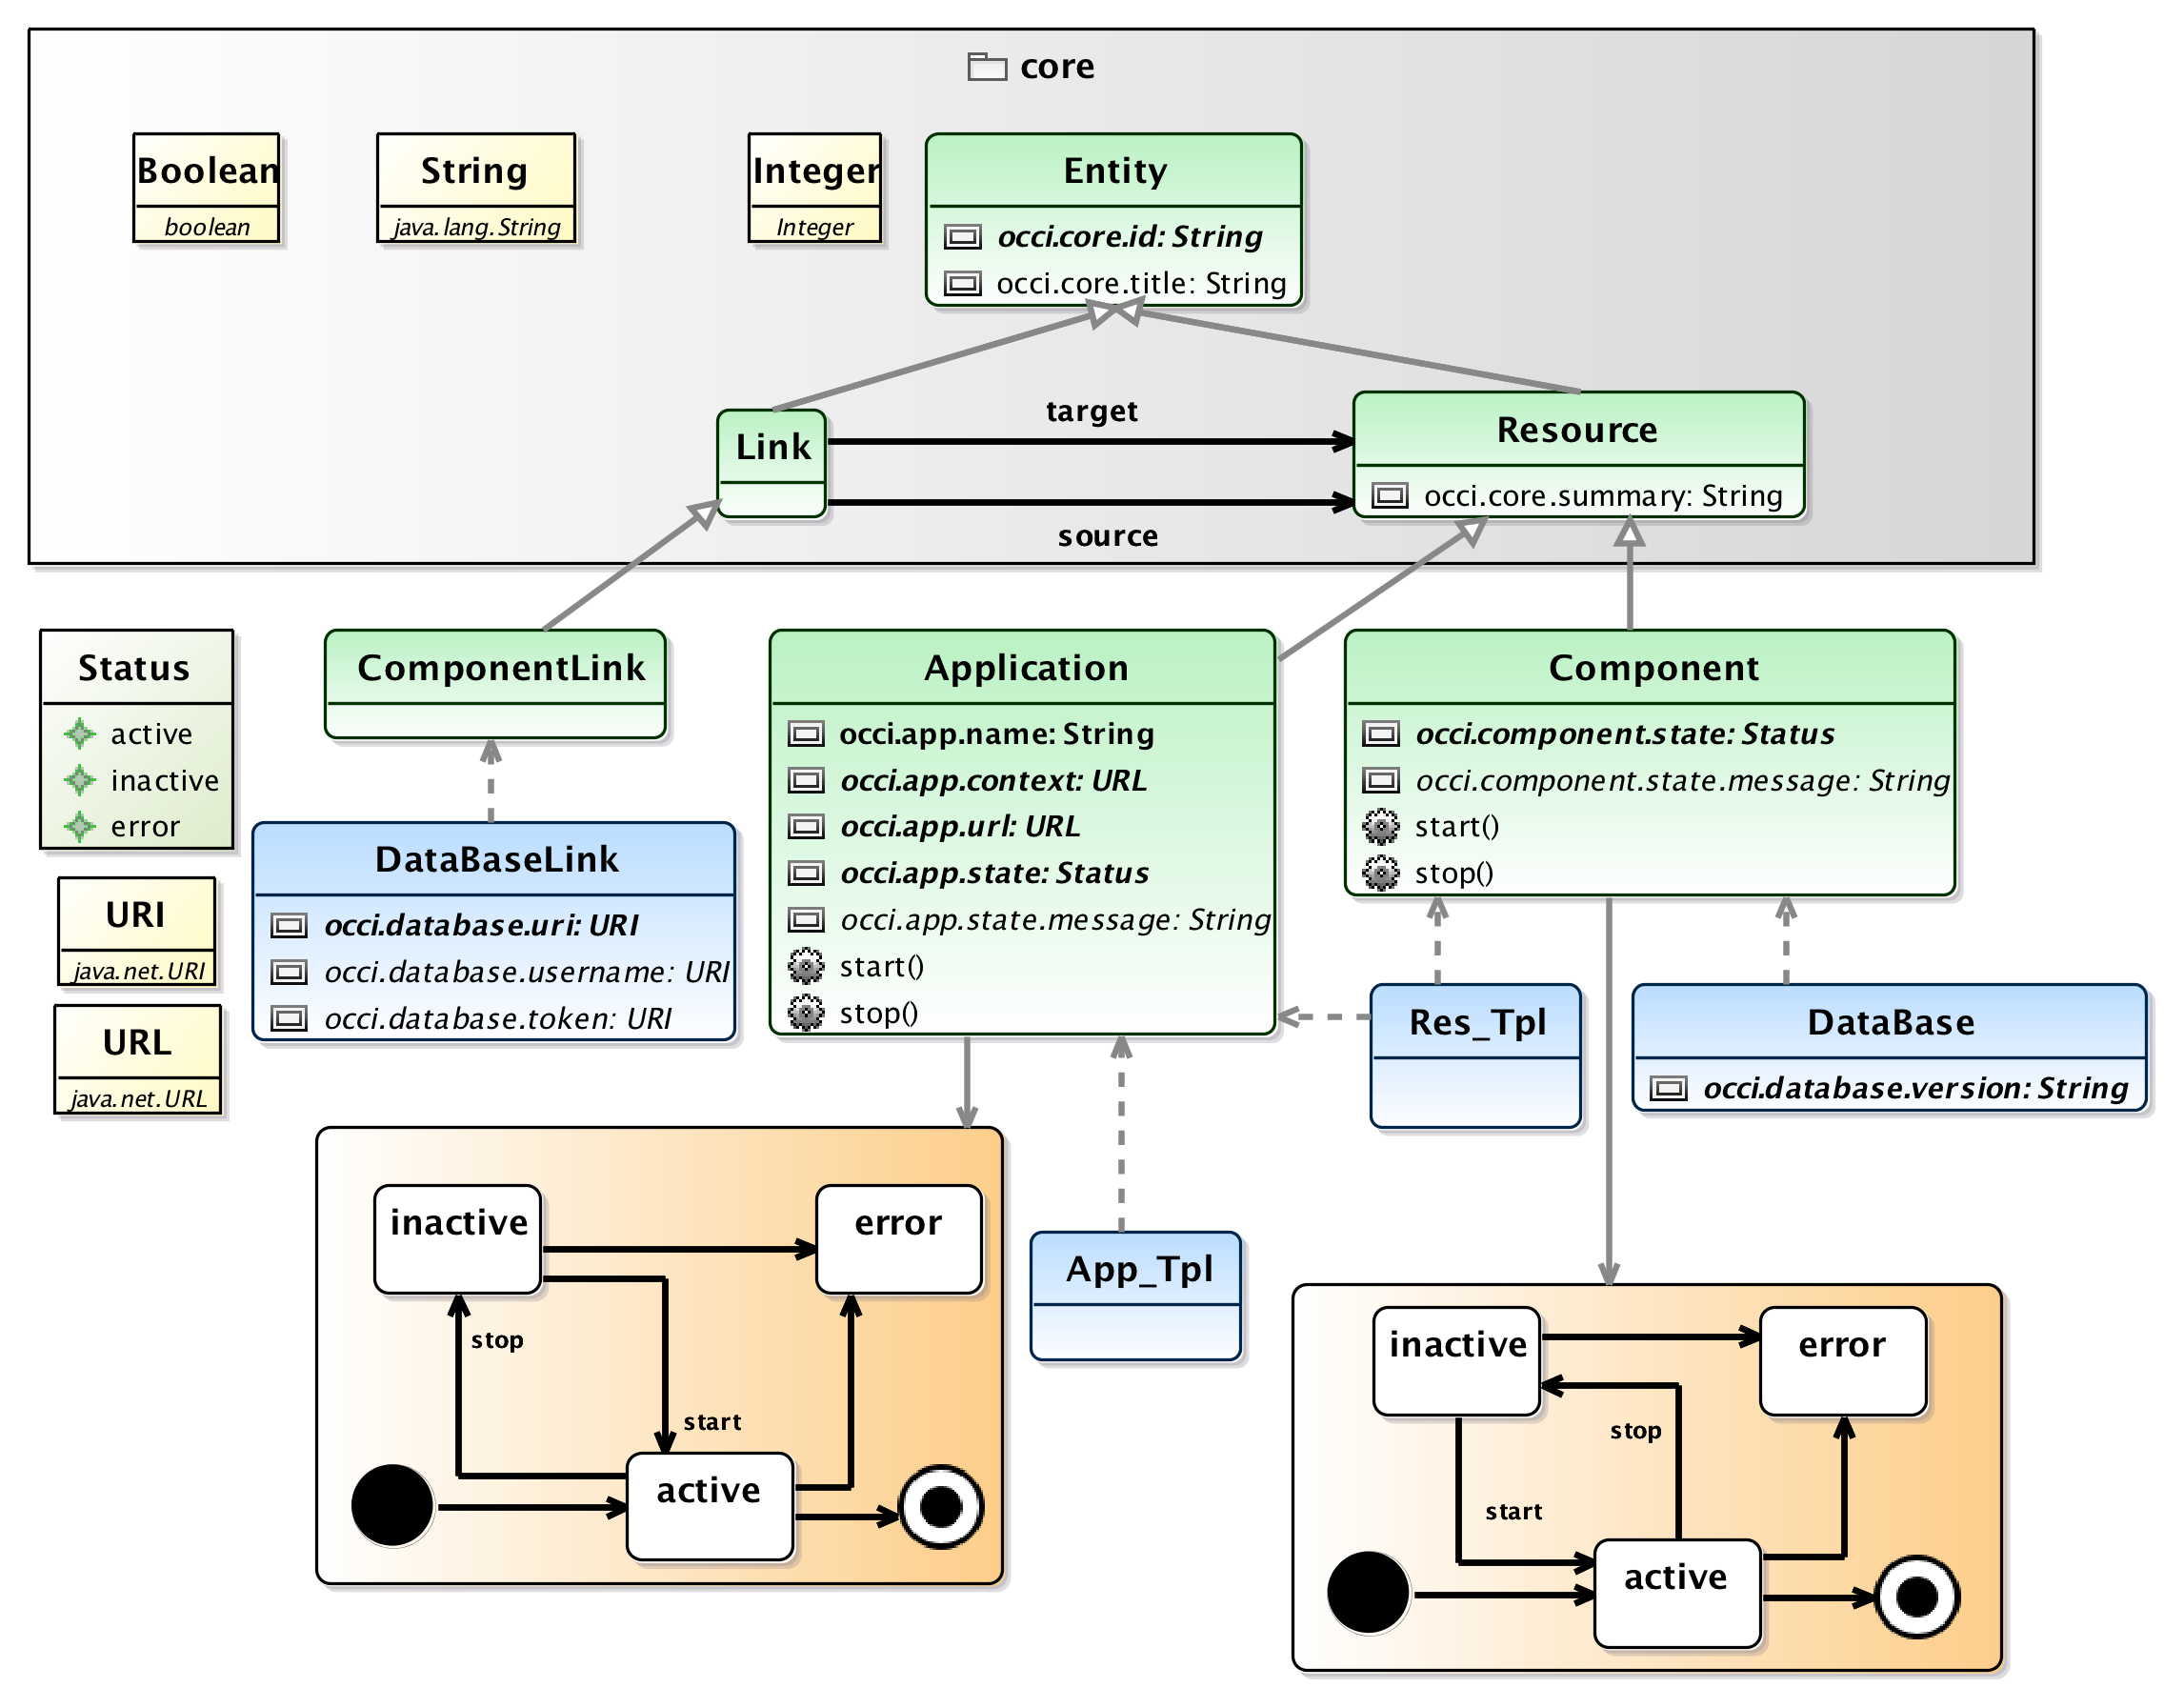 core
Boolean
boolean
String
java.lang.String
Integer
Integer
Entity
occi.core.id: String
occi.core.title: String
Link
target
source
Resource
occi.core.summary: String
Status
active
inactive
error
URI
java.net.URI
URL
java.net.URL
ComponentLink
DataBaseLink
occi.database.uri: URI
occi.database.username: URI
occi.database.token: URI
Application
occi.app.name: String
occi.app.context: URL
occi.app.url: URL
occi.app.state: Status
occi.app.state.message: String
start()
stop()
Component
occi.component.state: Status
occi.component.state.message: String
start()
stop()
Res_Tpl
DataBase
occi.database.version: String
App_Tpl
inactive
error
stop
start
active
inactive
error
stop
start
active